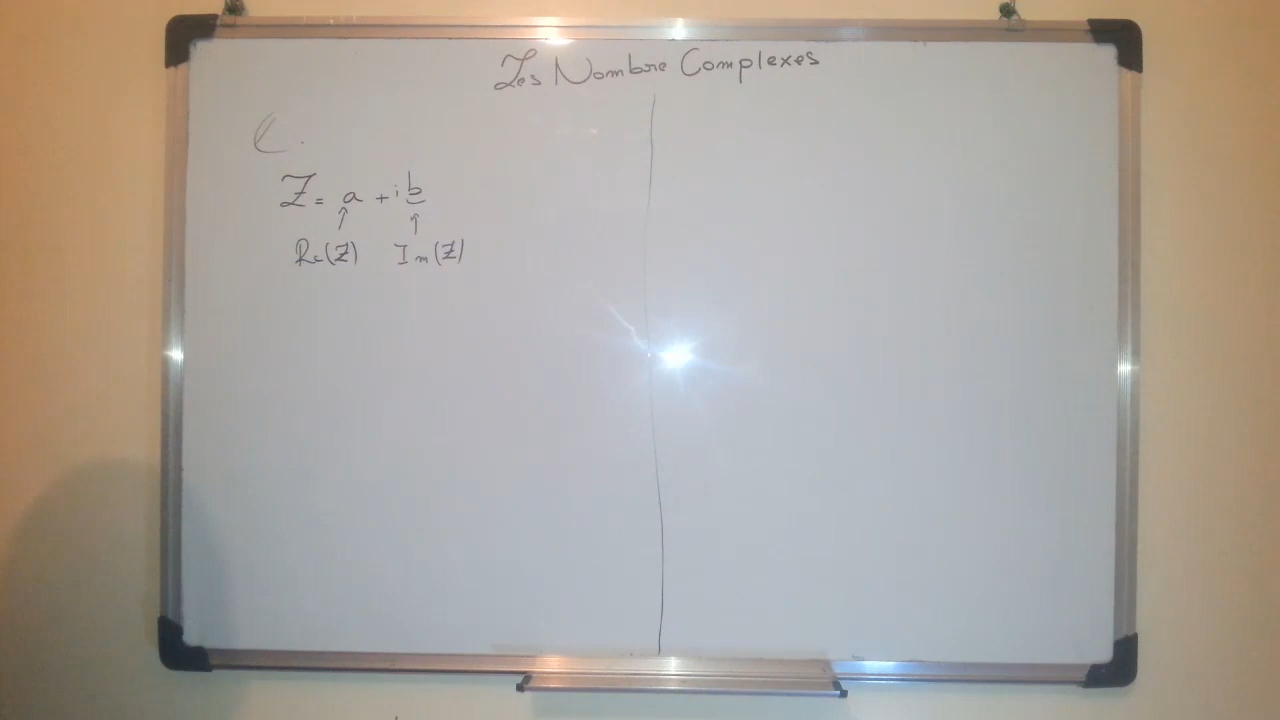 Les Nombre Complexes
ℂ.
Z = a + ib
↑ ↑
Re(Z) Im(Z)